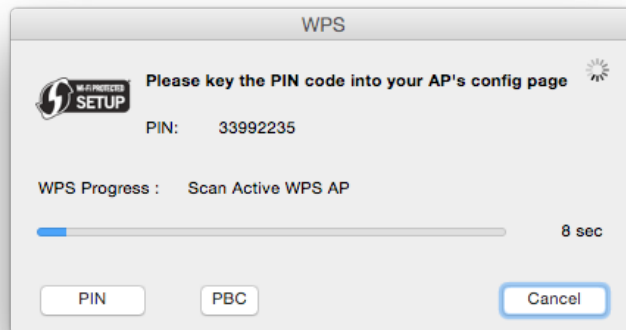 WPS
WI-FI PROTECTED
SETUP
Please key the PIN code into your AP's config page
PIN: 33992235
WPS Progress : Scan Active WPS AP
8 sec
PIN PBC Cancel